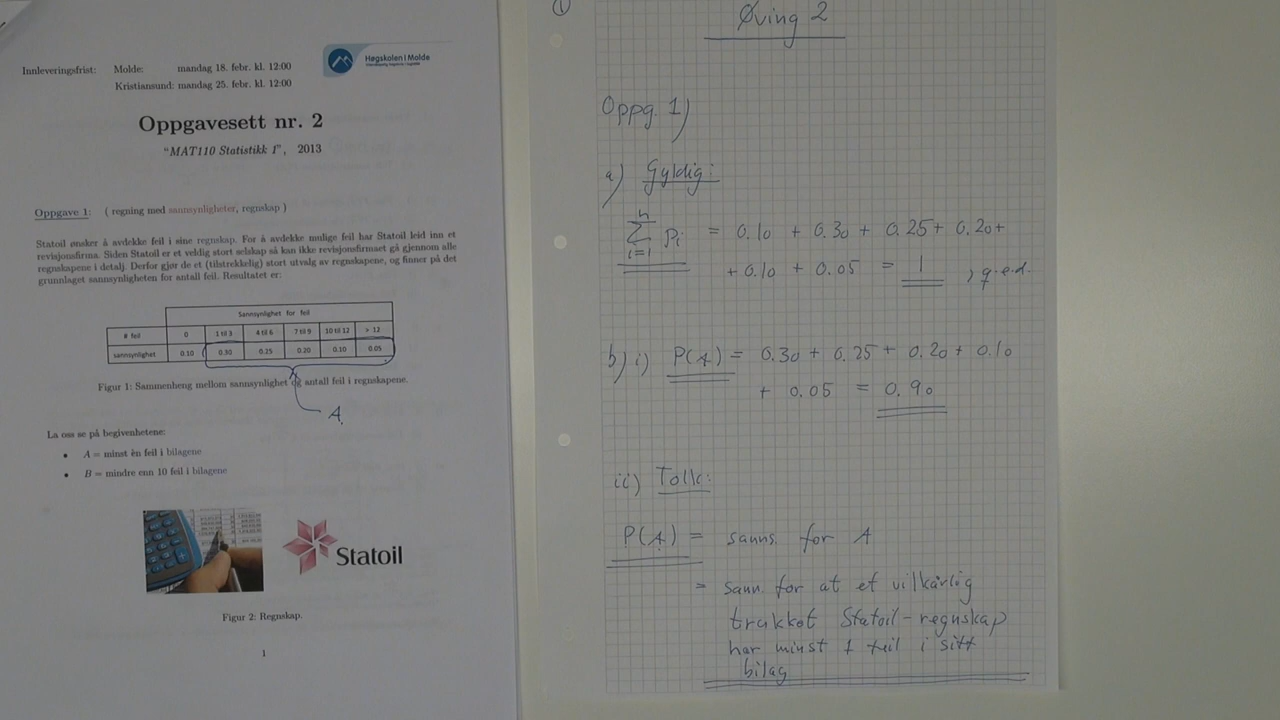 Innleveringsfrist: Molde: mandag 18. febr. kl. 12:00
Kristiansund: mandag 25. febr. kl. 12:00
Høgskolen i Molde
Oppgavesett nr. 2
"MAT110 Statistikk 1", 2013
Oppgave 1: ( regning med sannsynligheter, regnskap )
Statoil ønsker å avdekke feil i sine regnskap. For å avdekke mulige feil har Statoil leid inn et
revisjonsfirma. Siden Statoil er et veldig stort selskap så kan ikke revisjonsfirmaet gå gjennom alle
regnskapene i detalj. Derfor gjør de et (tilstrekkelig) stort utvalg av regnskapene, og finner på det
grunnlaget sannsynligheten for antall feil. Resultatet er:
Sannsynlighet for feil
# feil 0 1 til 3 4 til 6 7 til 9 10 til 12 > 12
sannsynlighet 0.10 0.30 0.25 0.20 0.10 0.05
Figur 1: Sammenheng mellom sannsynlighet og antall feil i regnskapene.
A
La oss se på begivenhetene:
• A = minst èn feil i bilagene
• B = mindre enn 10 feil i bilagene
Statoil
Figur 2: Regnskap.
1
①
Øving 2
Oppg. 1)
a) Gyldig:
n
∑ pᵢ = 0.10 + 0.30 + 0.25 + 0.20 +
i=1
+ 0.10 + 0.05 = 1 , q.e.d.
b) i) P(A) = 0.30 + 0.25 + 0.20 + 0.10
+ 0.05 = 0.90
ii) Tolk:
P(A) = sanns. for A
= sann. for at et vilkårlig
trukket Statoil-regnskap
har minst 1 feil i sitt
bilag